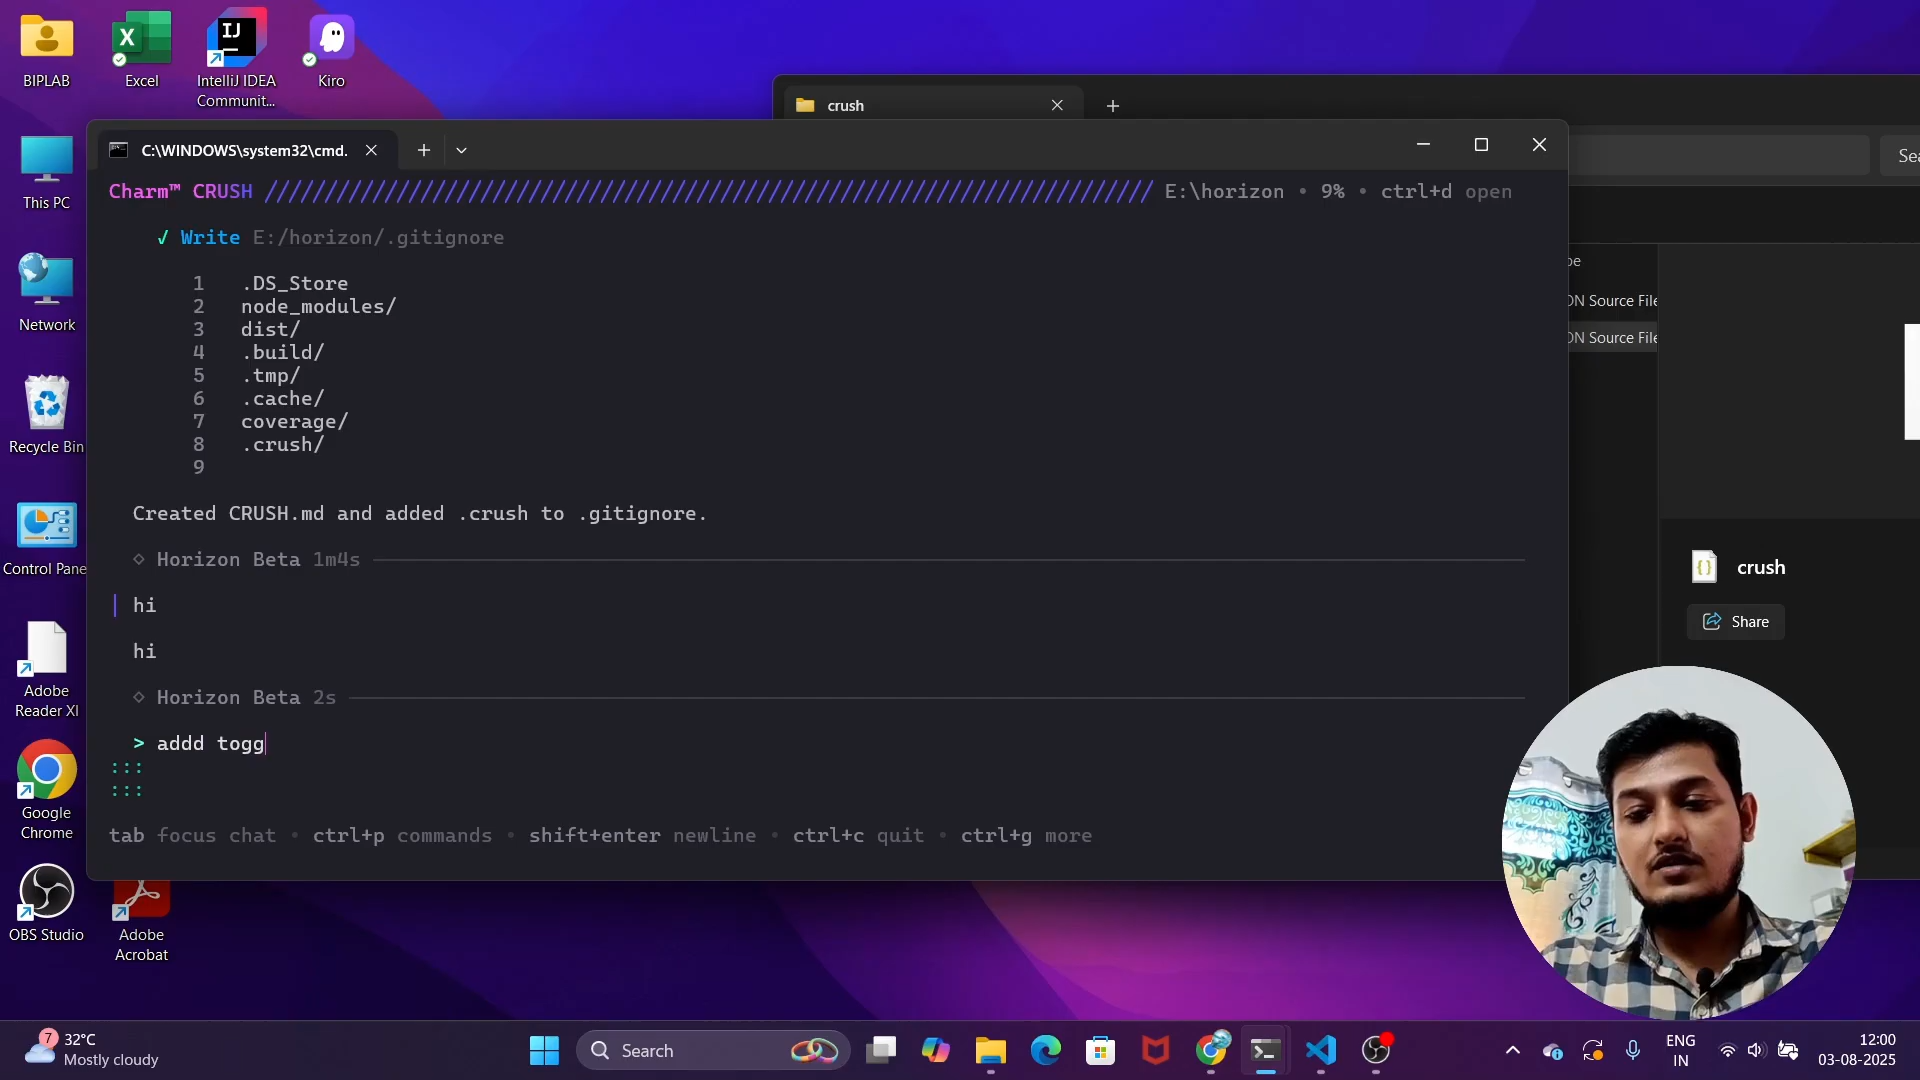 BIPLAB
Excel
IntelliJ IDEA
Communit...
Kiro
This PC
Network
Recycle Bin
Control Pane
Adobe
Reader XI
Google
Chrome
OBS Studio
Adobe
Acrobat
crush
Sea
C:\WINDOWS\system32\cmd.
Charm™ CRUSH //////////////////////////////////////////////////////////////////////////  E:\horizon • 9% • ctrl+d open
✓ Write E:/horizon/.gitignore
1 .DS_Store
2 node_modules/
3 dist/
4 .build/
5 .tmp/
6 .cache/
7 coverage/
8 .crush/
9
Created CRUSH.md and added .crush to .gitignore.
◇ Horizon Beta 1m4s
hi
hi
◇ Horizon Beta 2s
> addd togg
:::
:::
tab focus chat • ctrl+p commands • shift+enter newline • ctrl+c quit • ctrl+g more
pe
ON Source File
ON Source File
crush
Share
7
32°C
Mostly cloudy
Search
ENG
IN
12:00
03-08-2025